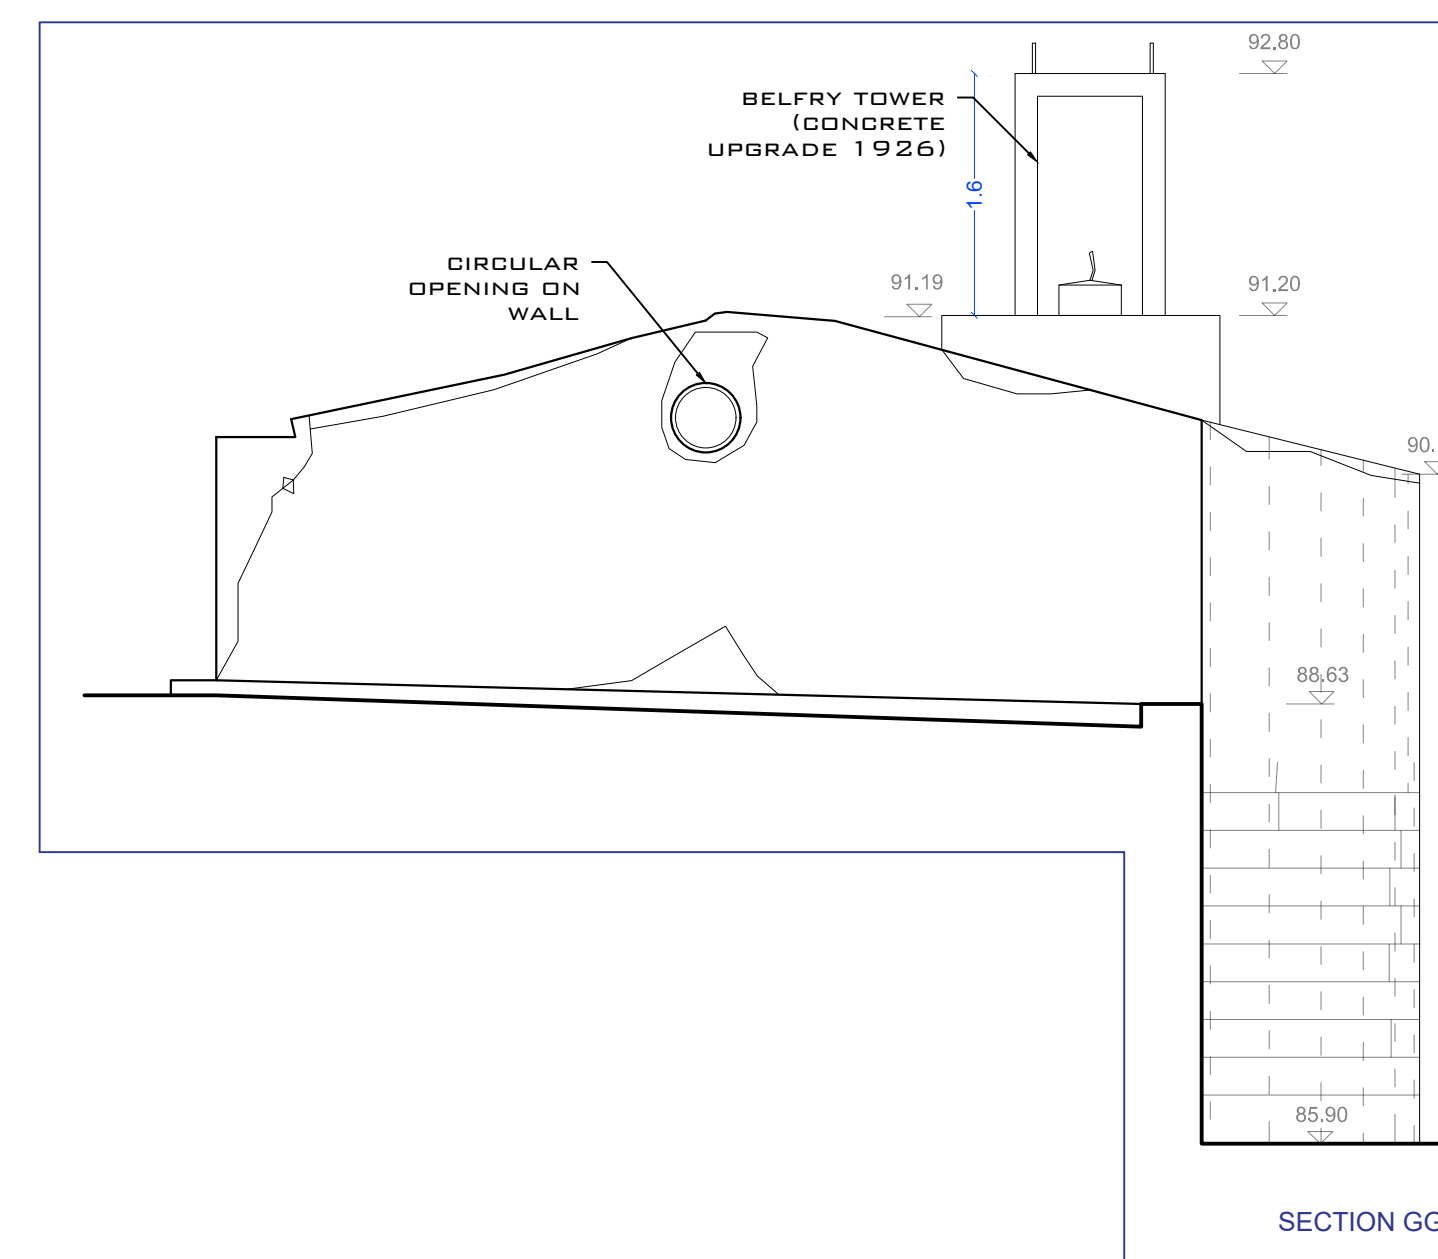 92.80
BELFRY TOWER
(CONCRETE
UPGRADE 1926)
1.6
CIRCULAR
OPENING ON
WALL
91.19
91.20
90.
88.63
85.90
SECTION GG